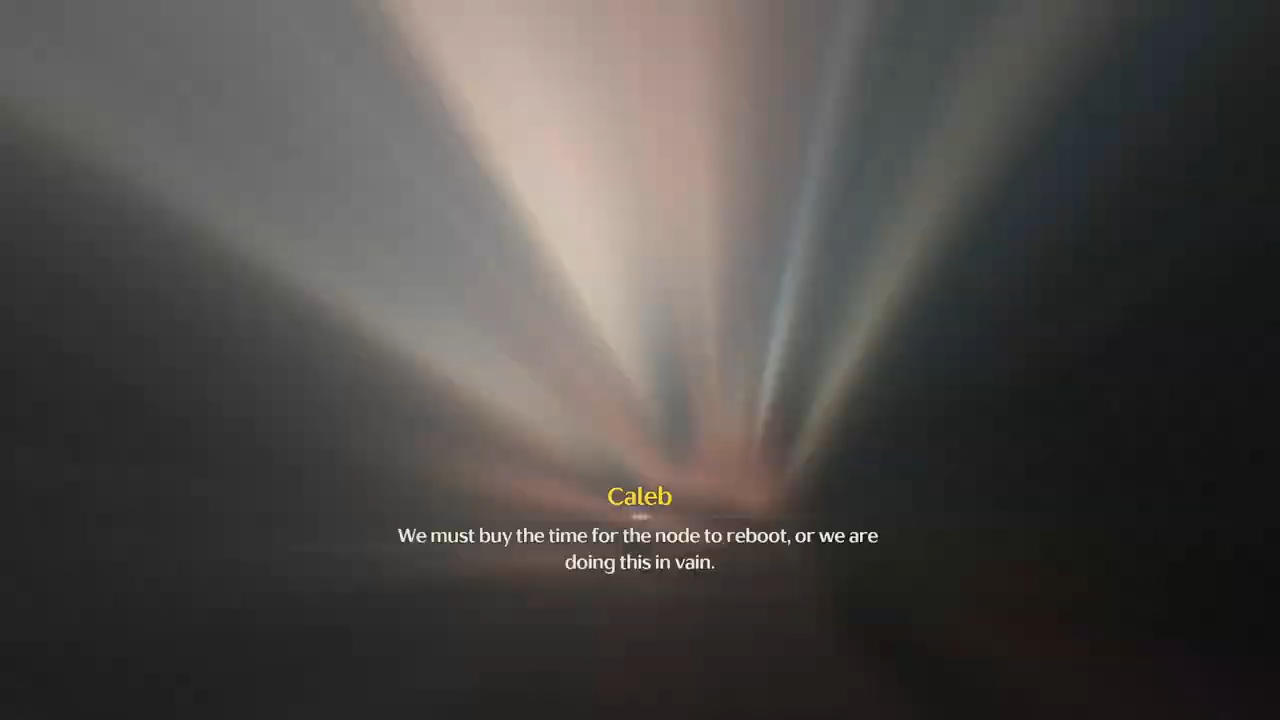 Caleb
We must buy the time for the node to reboot, or we are
doing this in vain.